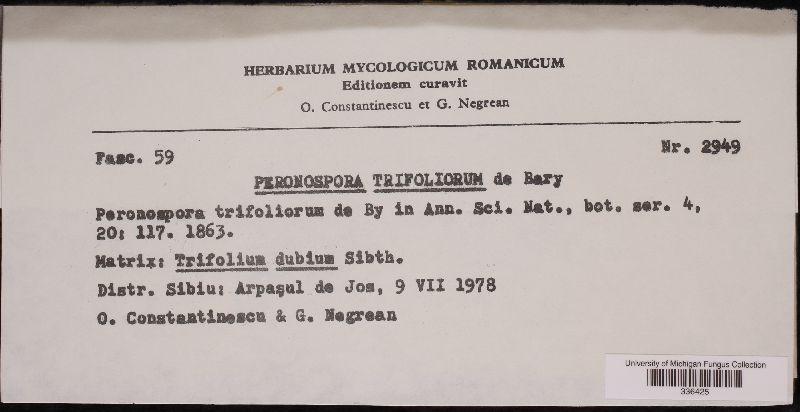 HERBARIUM MYCOLOGICUM ROMANICUM
Editionem curavit
O. Constantinescu et G. Negrean
Fasc. 59
Nr. 2949
PERONOSPORA TRIFOLIORUM de Bary
Peronospora trifoliorum de By in Ann. Sci. Nat., bot. ser. 4,
20: 117. 1863.
Matrix: Trifolium dubium Sibth.
Distr. Sibiu: Arpaşul de Jos, 9 VII 1978
O. Constantinescu & G. Negrean
University of Michigan Fungus Collection
336425